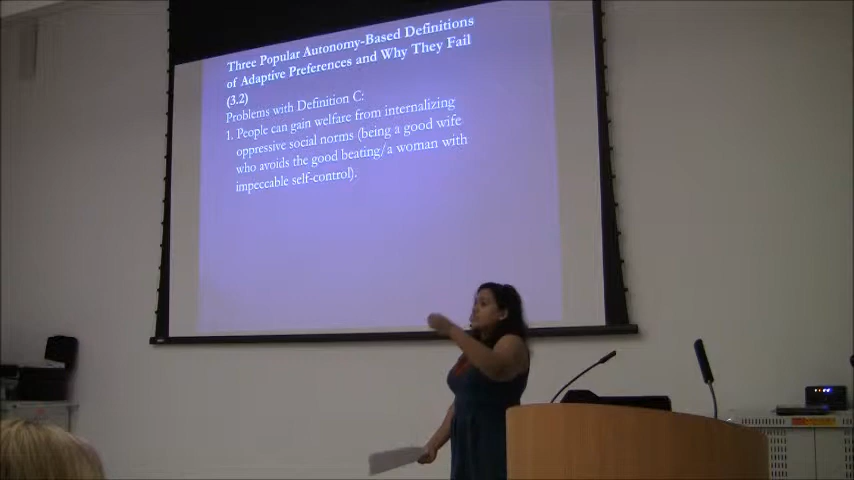 Three Popular Autonomy-Based Definitions
of Adaptive Preferences and Why They Fail
(3.2)
Problems with Definition C:
1. People can gain welfare from internalizing
oppressive social norms (being a good wife
who avoids the good beating/a woman with
impeccable self-control).